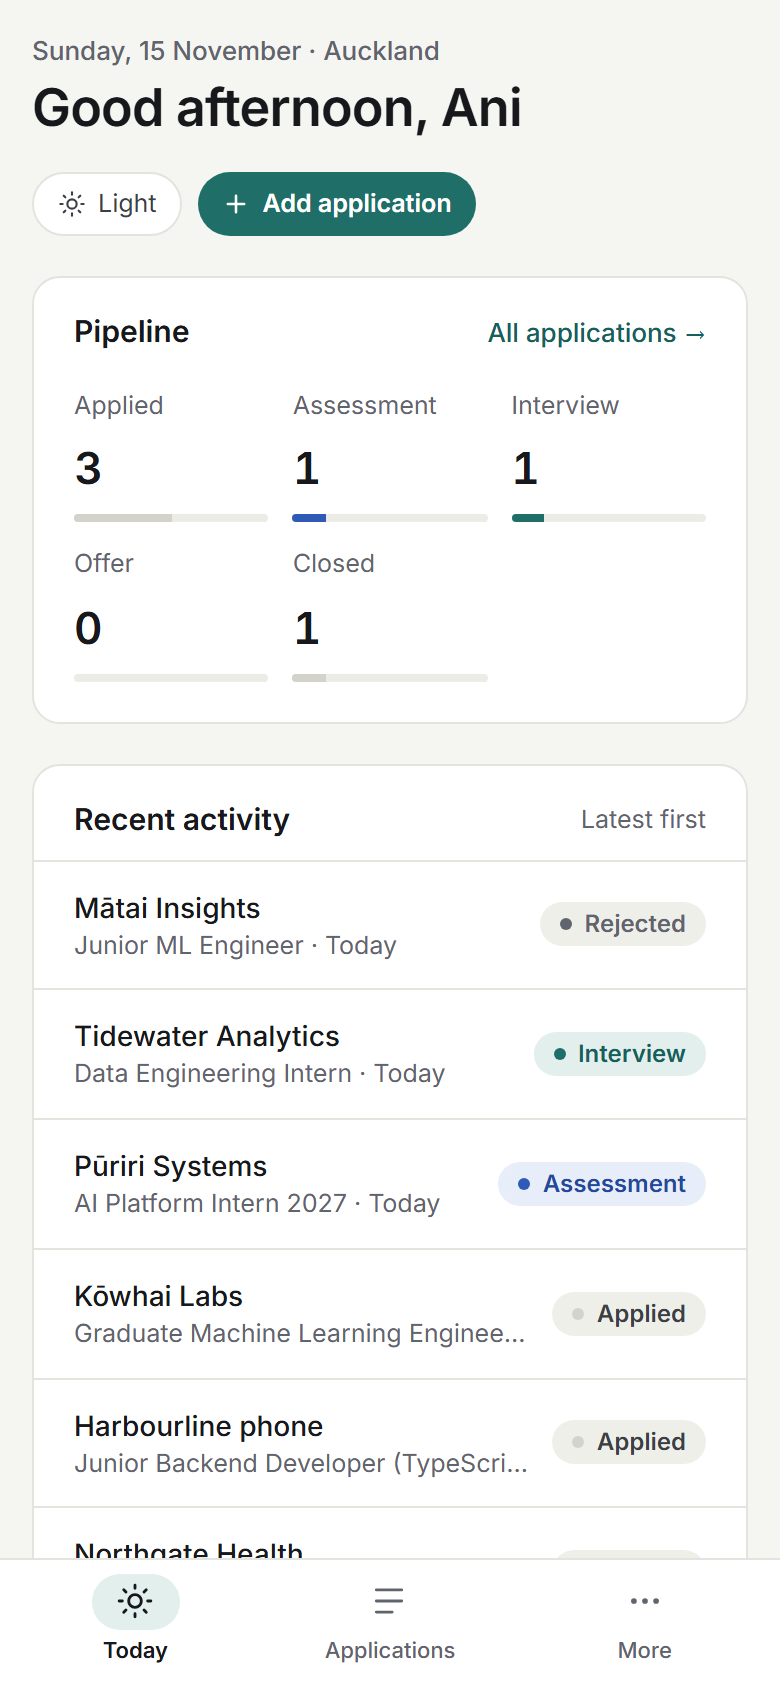 Sunday, 15 November · Auckland
Good afternoon, Ani
Light
+ Add application
Pipeline
All applications →
Applied
Assessment
Interview
3
1
1
Offer
Closed
0
1
Recent activity
Latest first
Mātai Insights
Junior ML Engineer · Today
Rejected
Tidewater Analytics
Data Engineering Intern · Today
Interview
Pūriri Systems
AI Platform Intern 2027 · Today
Assessment
Kōwhai Labs
Graduate Machine Learning Enginee...
Applied
Harbourline phone
Junior Backend Developer (TypeScri...
Applied
Northgate Health
Today
Applications
More